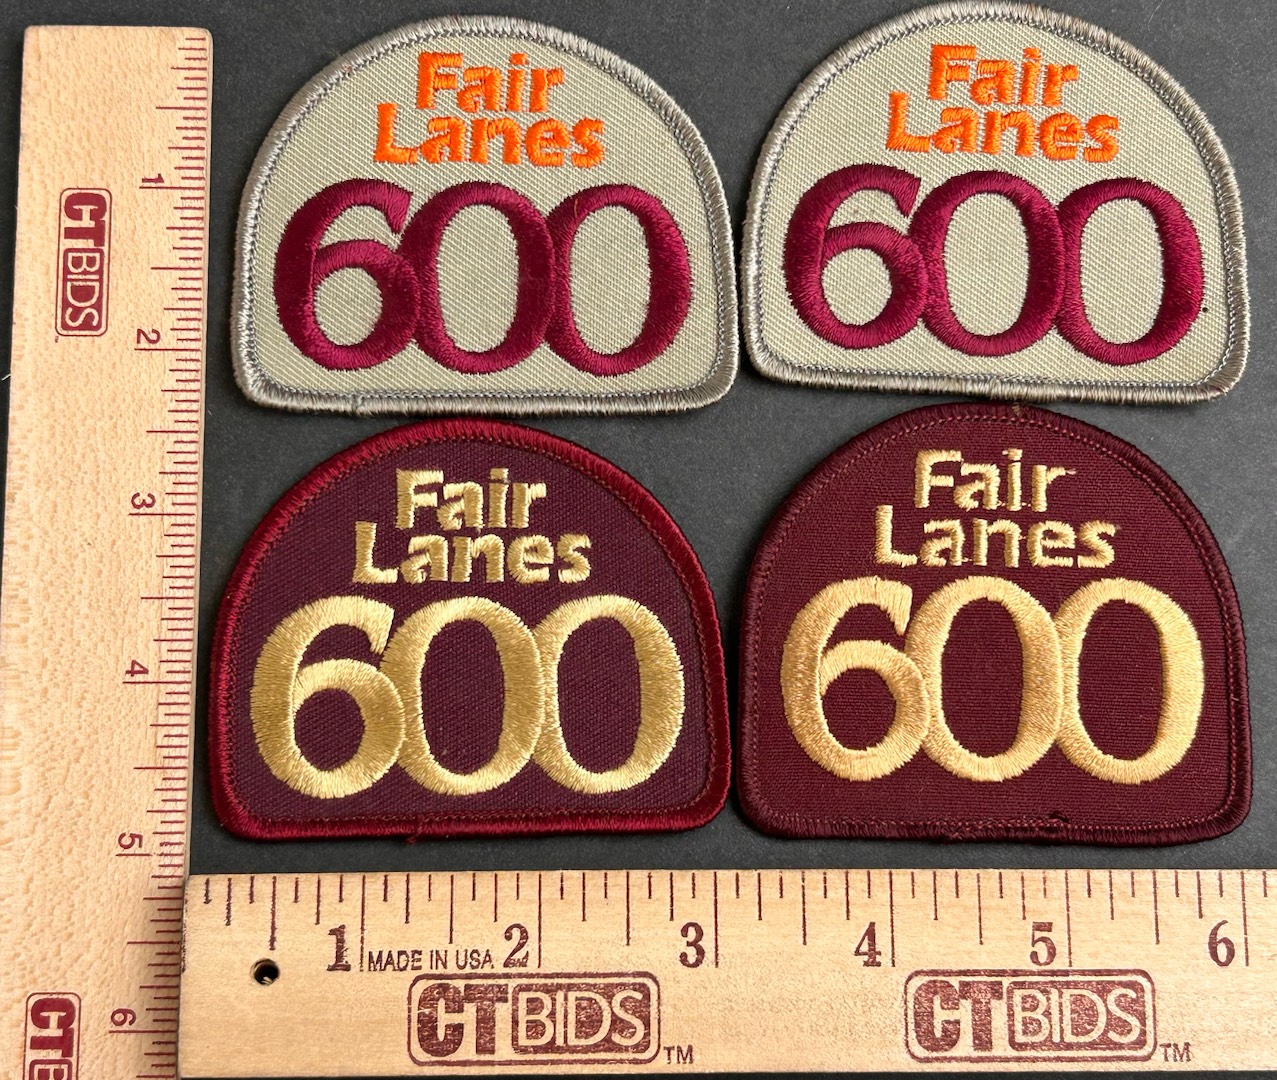 Fair
Lanes
600
Fair
Lanes
600
Fair
Lanes
600
Fair
Lanes
600
1
CTBIDS
2
3
4
5
6
CTB
1 MADE IN USA 2 3 4 5 6
CTBIDS TM
CTBIDS TM